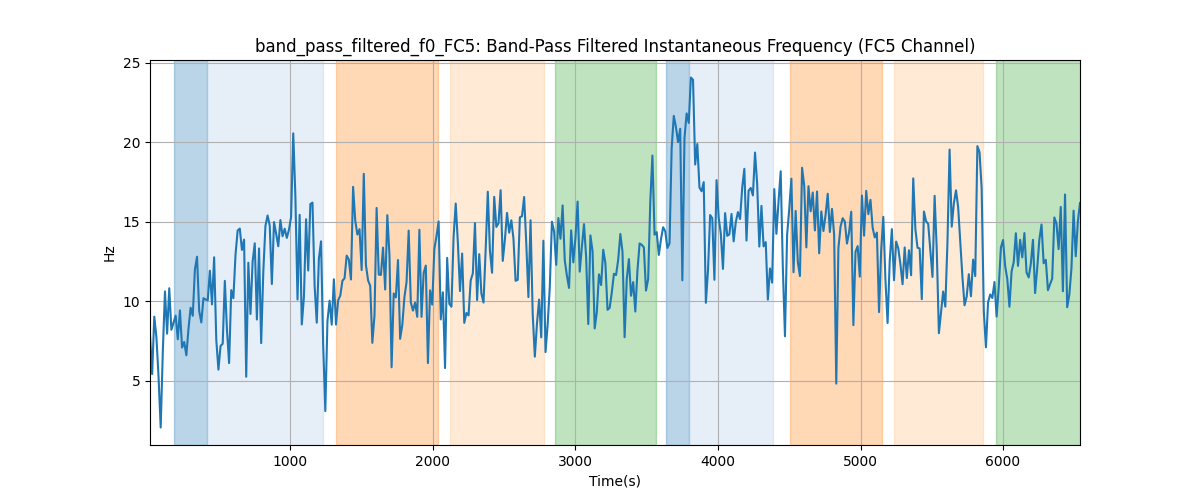 band_pass_filtered_f0_FC5: Band-Pass Filtered Instantaneous Frequency (FC5 Channel)
25
20
15
10
5
Hz
1000 2000 3000 4000 5000 6000
Time(s)